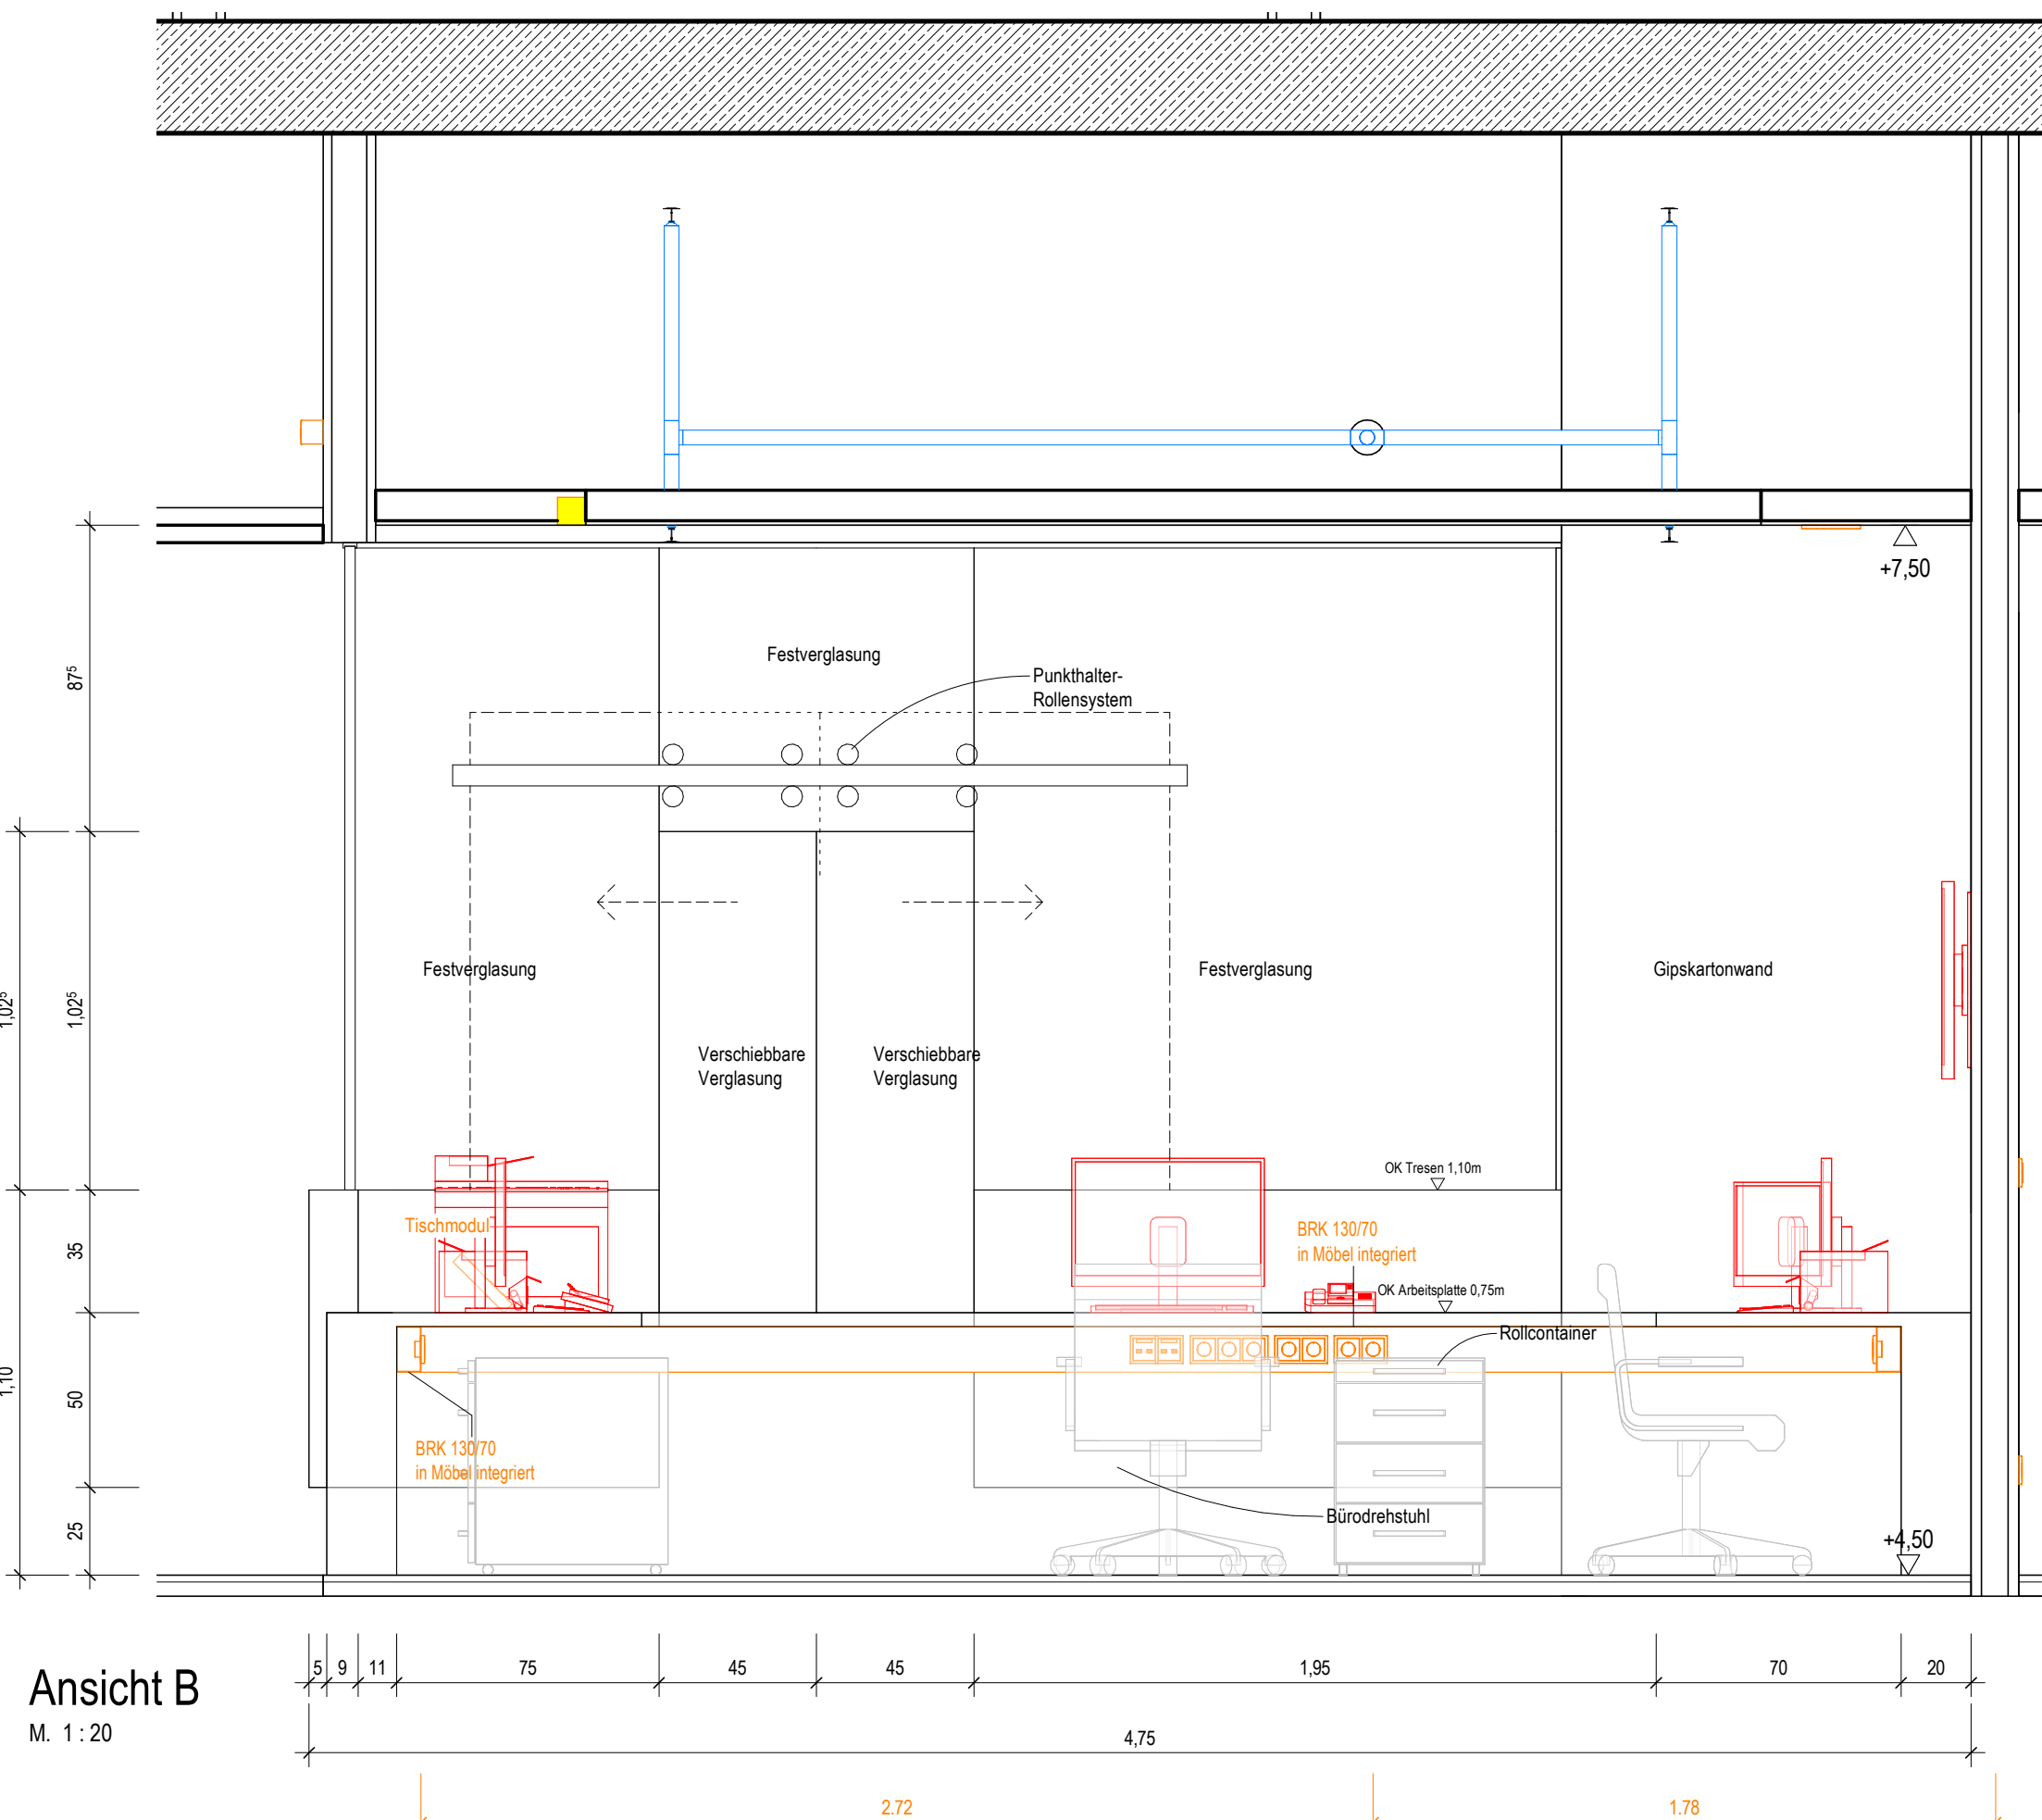 +7,50
87⁵
Festverglasung
Punkthalter-
Rollensystem
1,02⁵
1,02⁵
Festverglasung
Festverglasung
Gipskartonwand
Verschiebbare
Verglasung
Verschiebbare
Verglasung
OK Tresen 1,10m
Tischmodul
BRK 130/70
in Möbel integriert
35
OK Arbeitsplatte 0,75m
Rollcontainer
1,10
50
BRK 130/70
in Möbel integriert
25
Bürodrehstuhl
+4,50
5 9 11 75 45 45 1,95 70 20
Ansicht B
M. 1 : 20
4,75
2.72 1.78